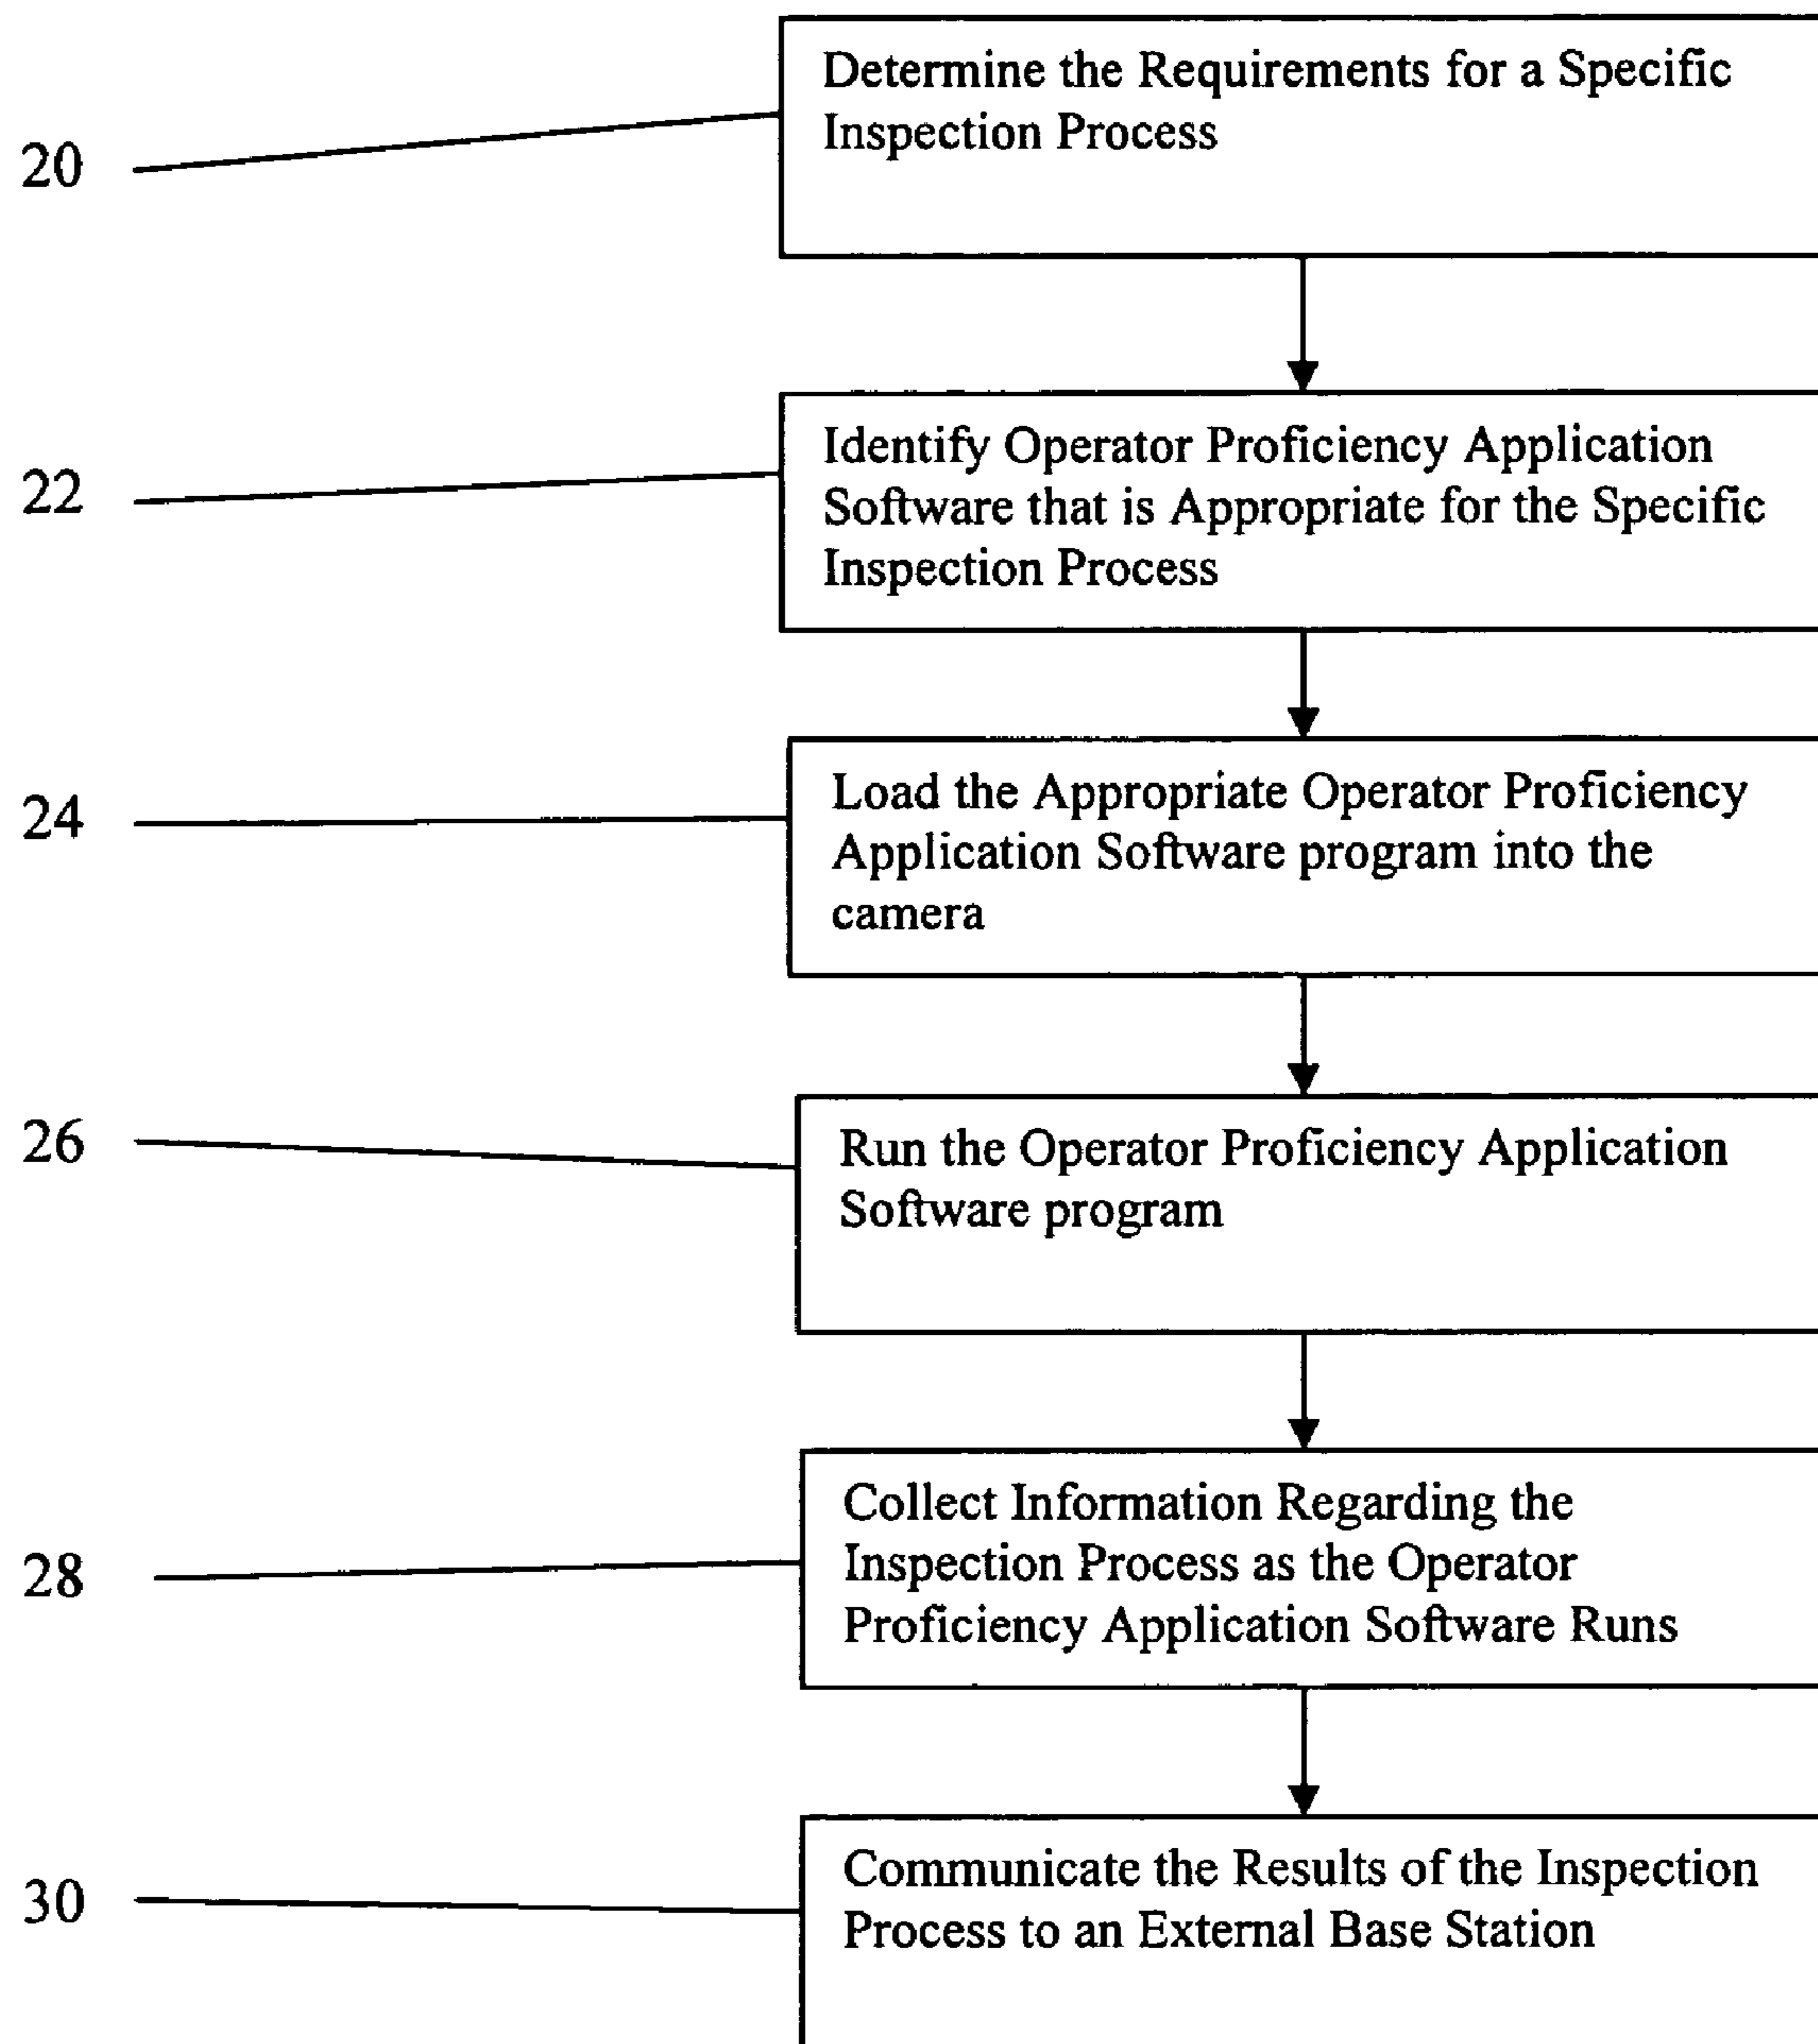 Determine the Requirements for a Specific
Inspection Process
20
Identify Operator Proficiency Application
Software that is Appropriate for the Specific
Inspection Process
22
Load the Appropriate Operator Proficiency
Application Software program into the
camera
24
Run the Operator Proficiency Application
Software program
26
Collect Information Regarding the
Inspection Process as the Operator
Proficiency Application Software Runs
28
Communicate the Results of the Inspection
Process to an External Base Station
30